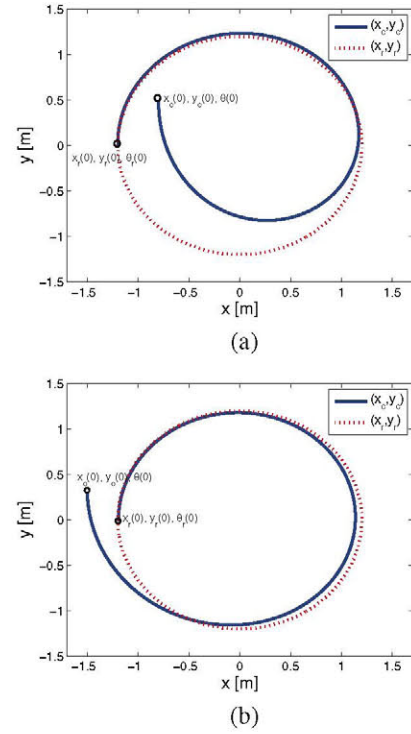 1.5
(x_c,y_c)
(x_r,y_r)
1
x_c(0), y_c(0), θ(0)
0.5
y [m]
0
x_r(0), y_r(0), θ_r(0)
-0.5
-1
-1.5
-1.5 -1 -0.5 0 0.5 1 1.5
x [m]
(a)
1.5
(x_c,y_c)
(x_r,y_r)
1
x_c(0), y_c(0), θ(0)
0.5
y [m]
0
x_r(0), y_r(0), θ_r(0)
-0.5
-1
-1.5
-1.5 -1 -0.5 0 0.5 1 1.5
x [m]
(b)